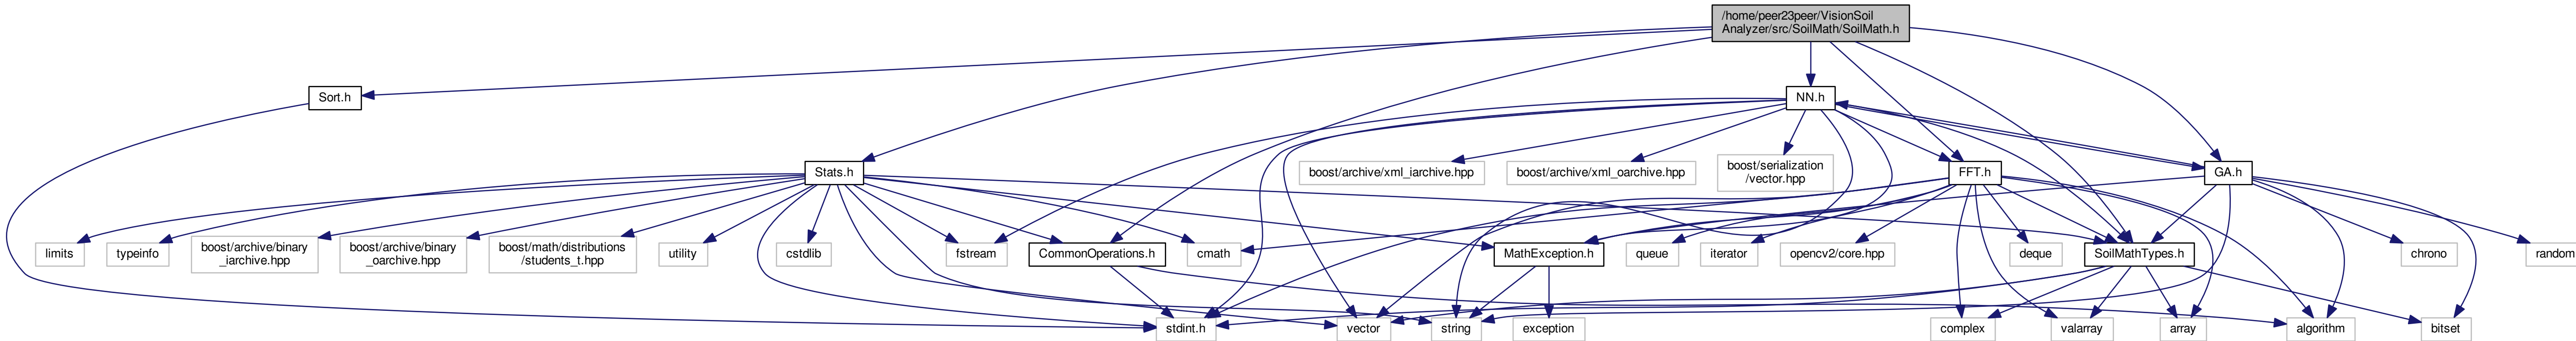 /home/peer23peer/VisionSoil
Analyzer/src/SoilMath/SoilMath.h
Sort.h
NN.h
Stats.h
boost/archive/xml_iarchive.hpp
boost/archive/xml_oarchive.hpp
boost/serialization
/vector.hpp
FFT.h
GA.h
limits
typeinfo
boost/archive/binary
_iarchive.hpp
boost/archive/binary
_oarchive.hpp
boost/math/distributions
/students_t.hpp
utility
cstdlib
fstream
CommonOperations.h
cmath
MathException.h
queue
iterator
opencv2/core.hpp
deque
SoilMathTypes.h
chrono
random
stdint.h
vector
string
exception
complex
valarray
array
algorithm
bitset